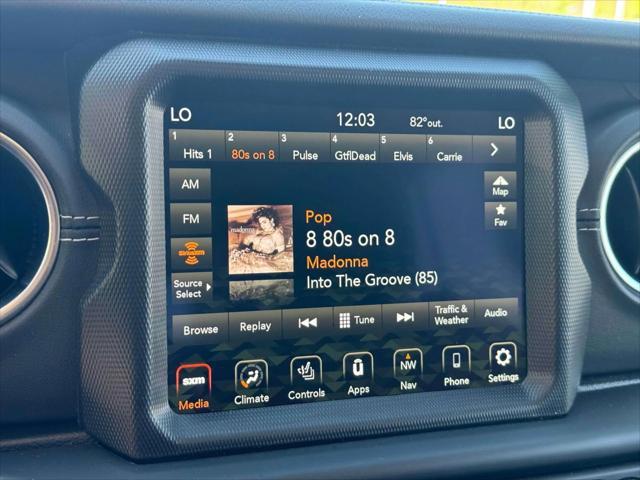 LO 12:03 82°out. LO
1 2 3 4 5 6
Hits 1 80s on 8 Pulse GtflDead Elvis Carrie
AM
Map
FM
Fav
madonna
Pop
8 80s on 8
Madonna
Into The Groove (85)
siriusxm
Source
Select
Browse Replay Tune Traffic &
Weather Audio
sxm NW
Media Climate Controls Apps Nav Phone Settings